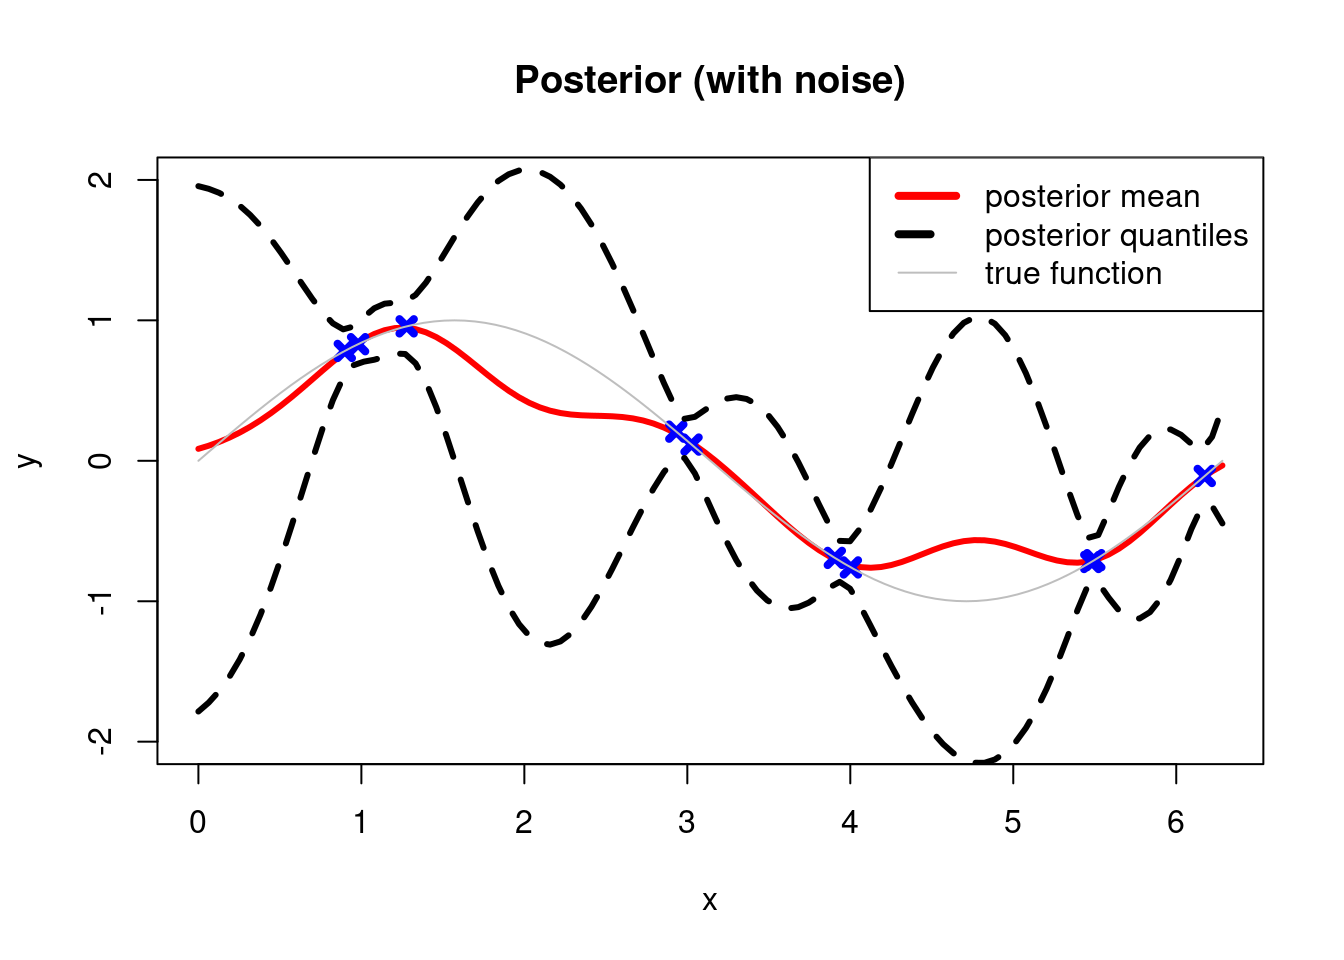 Posterior (with noise)
posterior mean
posterior quantiles
true function
y
2
1
0
-1
-2
0 1 2 3 4 5 6
x